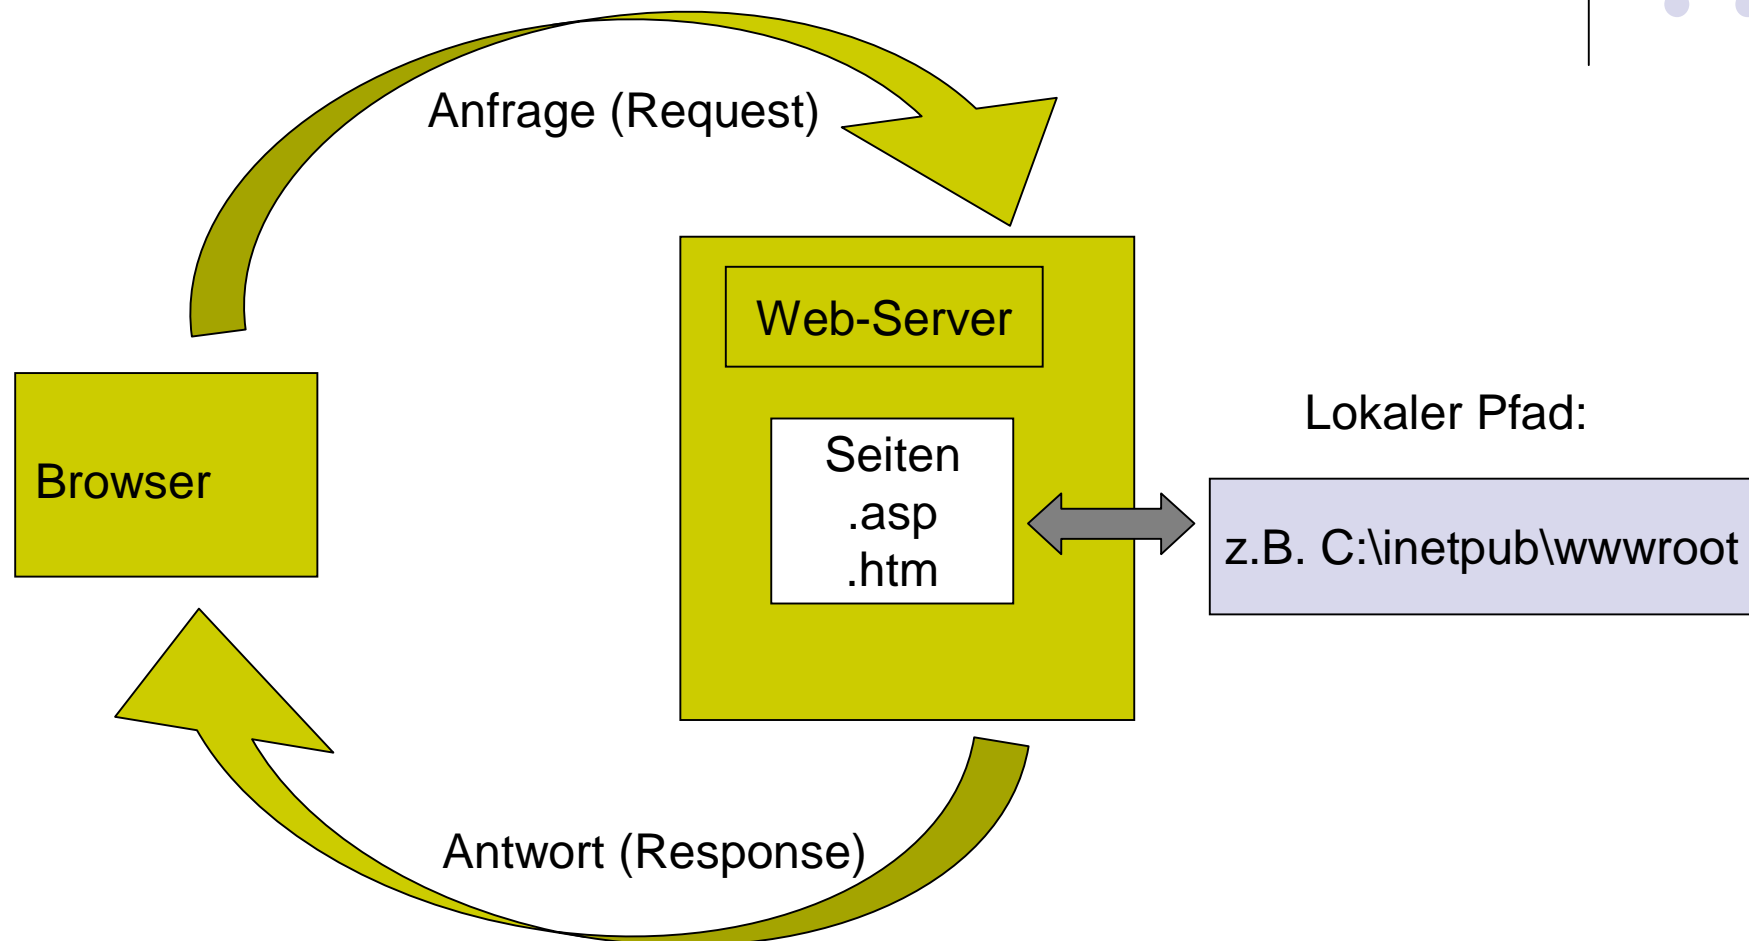 Anfrage (Request)
Web-Server
Browser
Seiten
.asp
.htm
Lokaler Pfad:
z.B. C:\inetpub\wwwroot
Antwort (Response)